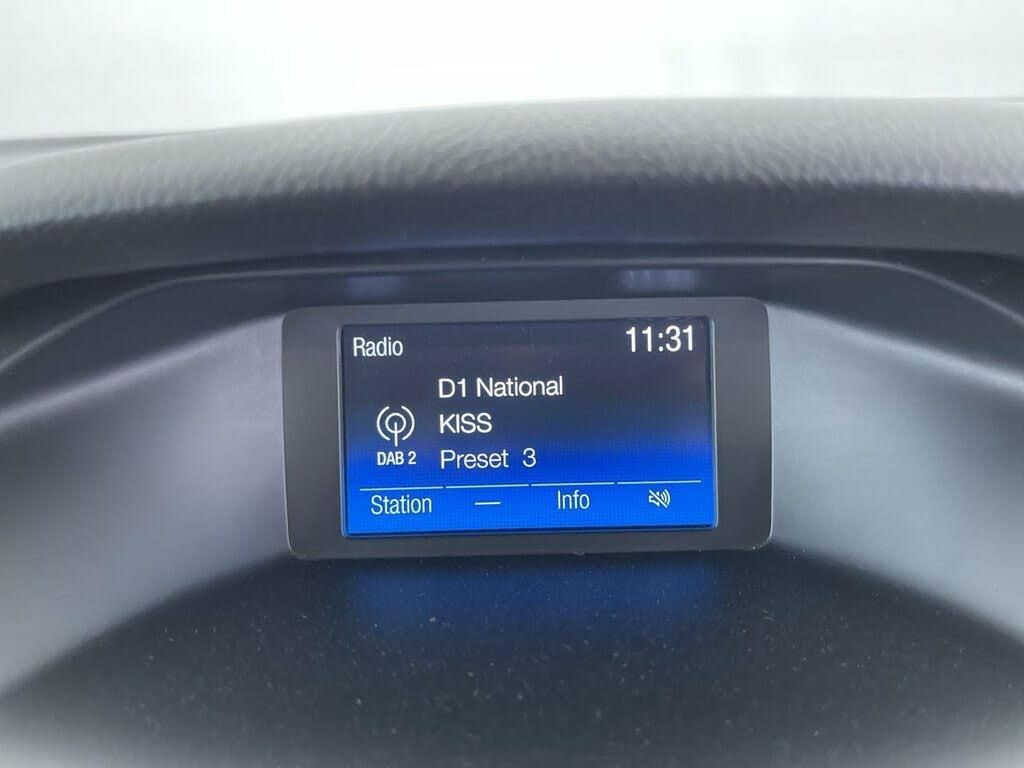 Radio 11:31
D1 National
KISS
DAB 2 Preset 3
Station — Info